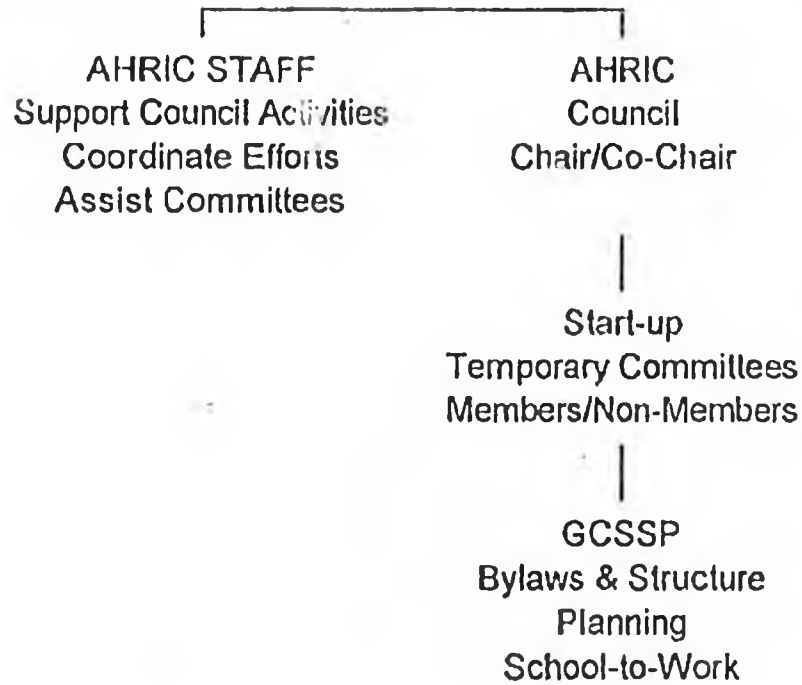 AHRIC STAFF
Support Council Activities
Coordinate Efforts
Assist Committees
AHRIC
Council
Chair/Co-Chair
Start-up
Temporary Committees
Members/Non-Members
GCSSP
Bylaws & Structure
Planning
School-to-Work